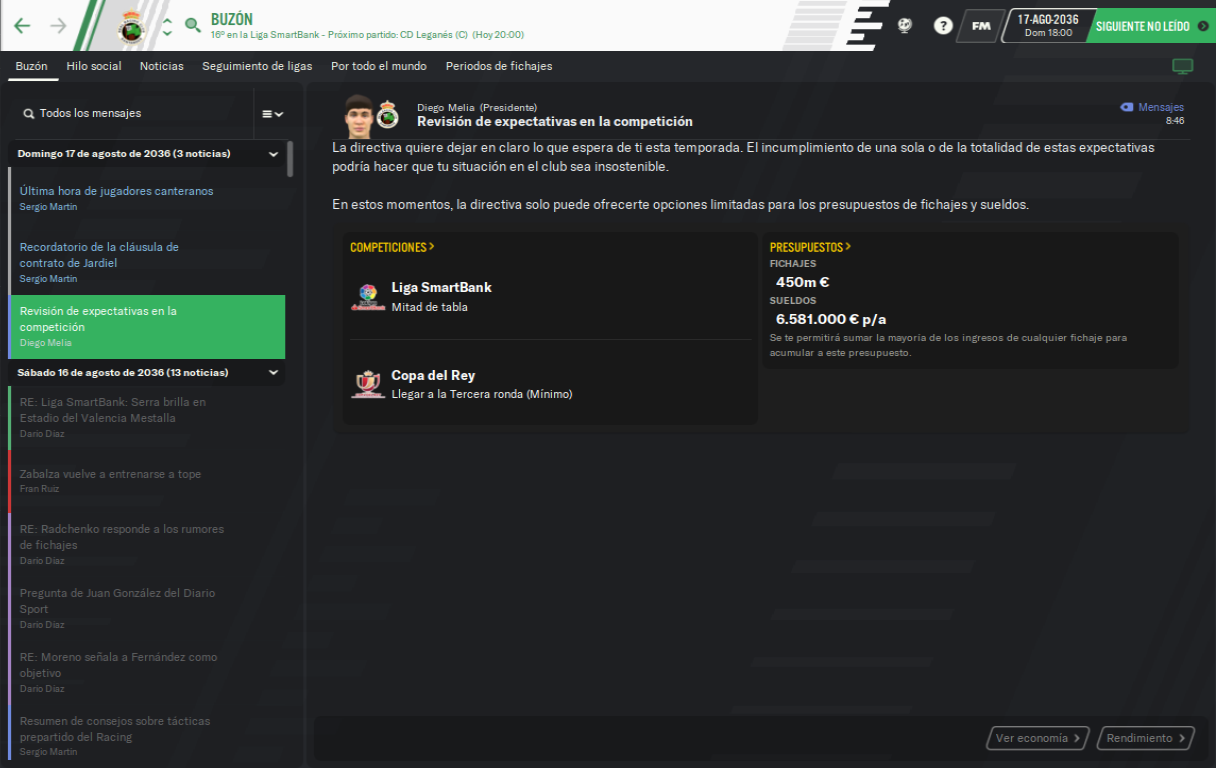 BUZÓN
16º en la Liga SmartBank - Próximo partido: CD Leganés (C) (Hoy 20:00)
?
FM
17-AGO-2036
Dom 18:00
SIGUIENTE NO LEÍDO
Buzón
Hilo social
Noticias
Seguimiento de ligas
Por todo el mundo
Periodos de fichajes
Todos los mensajes
Domingo 17 de agosto de 2036 (3 noticias)
Última hora de jugadores canteranos
Sergio Martín
Recordatorio de la cláusula de
contrato de Jardiel
Sergio Martín
Revisión de expectativas en la
competición
Diego Melia
Sábado 16 de agosto de 2036 (13 noticias)
RE: Liga SmartBank: Serra brilla en
Estadio del Valencia Mestalla
Darío Díaz
Zabalza vuelve a entrenarse a tope
Fran Ruiz
RE: Radchenko responde a los rumores
de fichajes
Darío Díaz
Pregunta de Juan González del Diario
Sport
Darío Díaz
RE: Moreno señala a Fernández como
objetivo
Darío Díaz
Resumen de consejos sobre tácticas
prepartido del Racing
Sergio Martín
Diego Melia (Presidente)
Revisión de expectativas en la competición
Mensajes
8:46
La directiva quiere dejar en claro lo que espera de ti esta temporada. El incumplimiento de una sola o de la totalidad de estas expectativas
podría hacer que tu situación en el club sea insostenible.
En estos momentos, la directiva solo puede ofrecerte opciones limitadas para los presupuestos de fichajes y sueldos.
COMPETICIONES
Liga SmartBank
Mitad de tabla
Copa del Rey
Llegar a la Tercera ronda (Mínimo)
PRESUPUESTOS
FICHAJES
450m €
SUELDOS
6.581.000 € p/a
Se te permitirá sumar la mayoría de los ingresos de cualquier fichaje para
acumular a este presupuesto.
Ver economía
Rendimiento